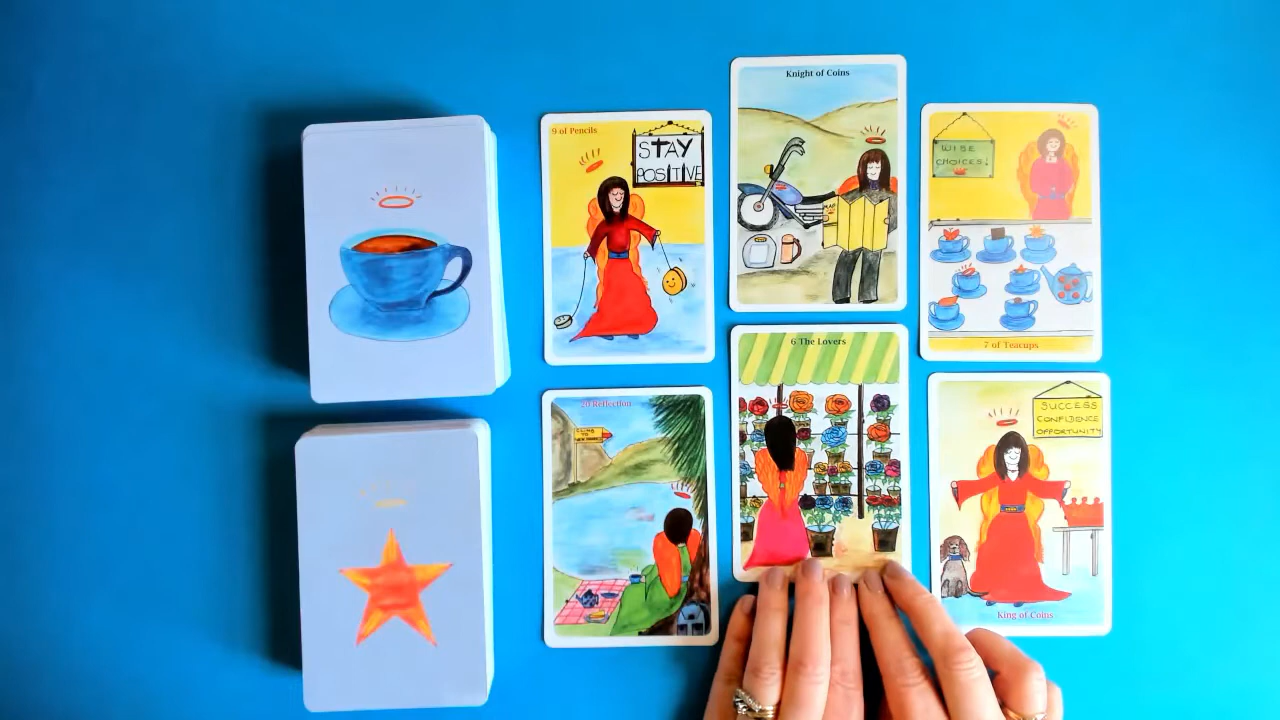 9 of Pencils
STAY
POSITIVE
Knight of Coins
MAP
WISE
CHOICES!
7 of Teacups
20 Reflection
6 The Lovers
SUCCESS
CONFIDENCE
OPPORTUNITY
King of Coins